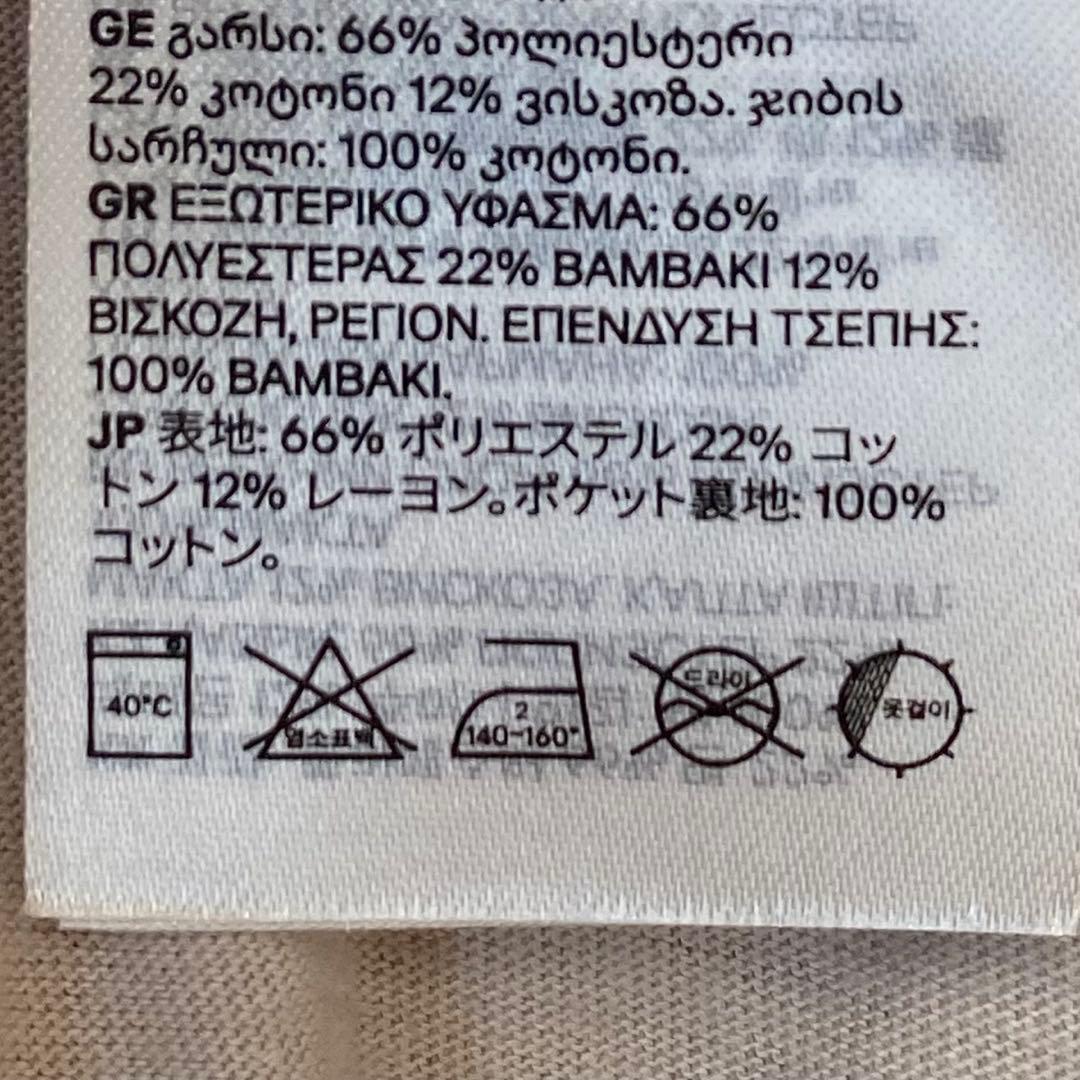 GE გარსი: 66% პოლიესტერი
22% კოტონი 12% ვისკოზა. ჯიბის
სარჩული: 100% კოტონი.
GR ΕΞΩΤΕΡΙΚΟ ΥΦΑΣΜΑ: 66%
ΠΟΛΥΕΣΤΕΡΑΣ 22% ΒΑΜΒΑΚΙ 12%
ΒΙΣΚΟΖΗ, ΡΕΓΙΟΝ. ΕΠΕΝΔΥΣΗ ΤΣΕΠΗΣ:
100% ΒΑΜΒΑΚΙ.
JP 表地: 66% ポリエステル 22% コッ
トン 12% レーヨン。ポケット裏地: 100%
コットン。
40°C
염소표백
2
140-160°
드라이
옷걸이